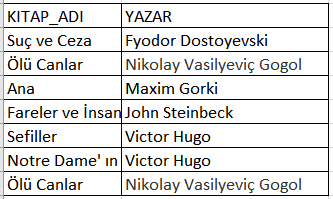 KITAP_ADI YAZAR
Suç ve Ceza Fyodor Dostoyevski
Ölü Canlar Nikolay Vasilyeviç Gogol
Ana Maxim Gorki
Fareler ve İnsan John Steinbeck
Sefiller Victor Hugo
Notre Dame' ın Victor Hugo
Ölü Canlar Nikolay Vasilyeviç Gogol